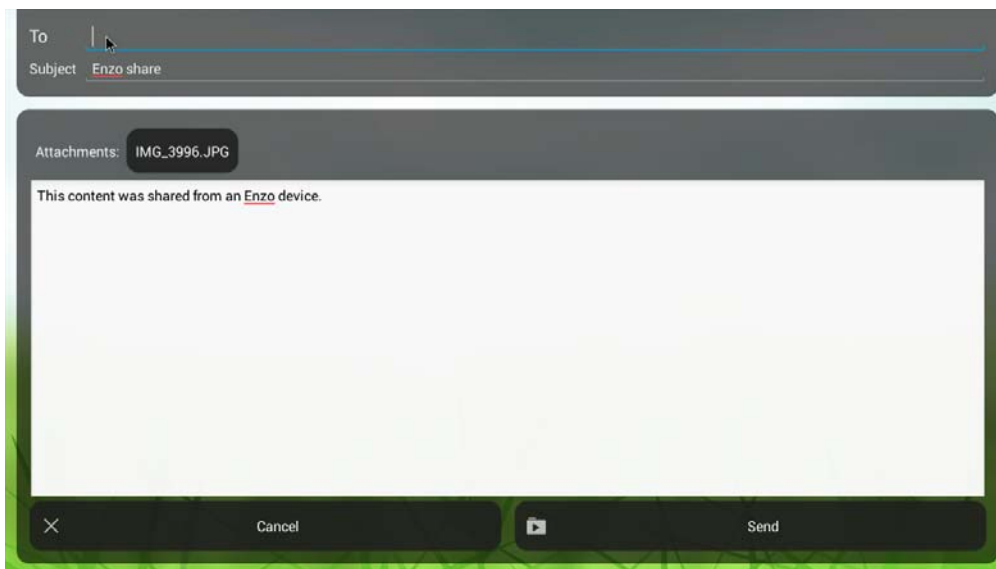 To
Subject Enzo share
Attachments: IMG_3996.JPG
This content was shared from an Enzo device.
Cancel Send